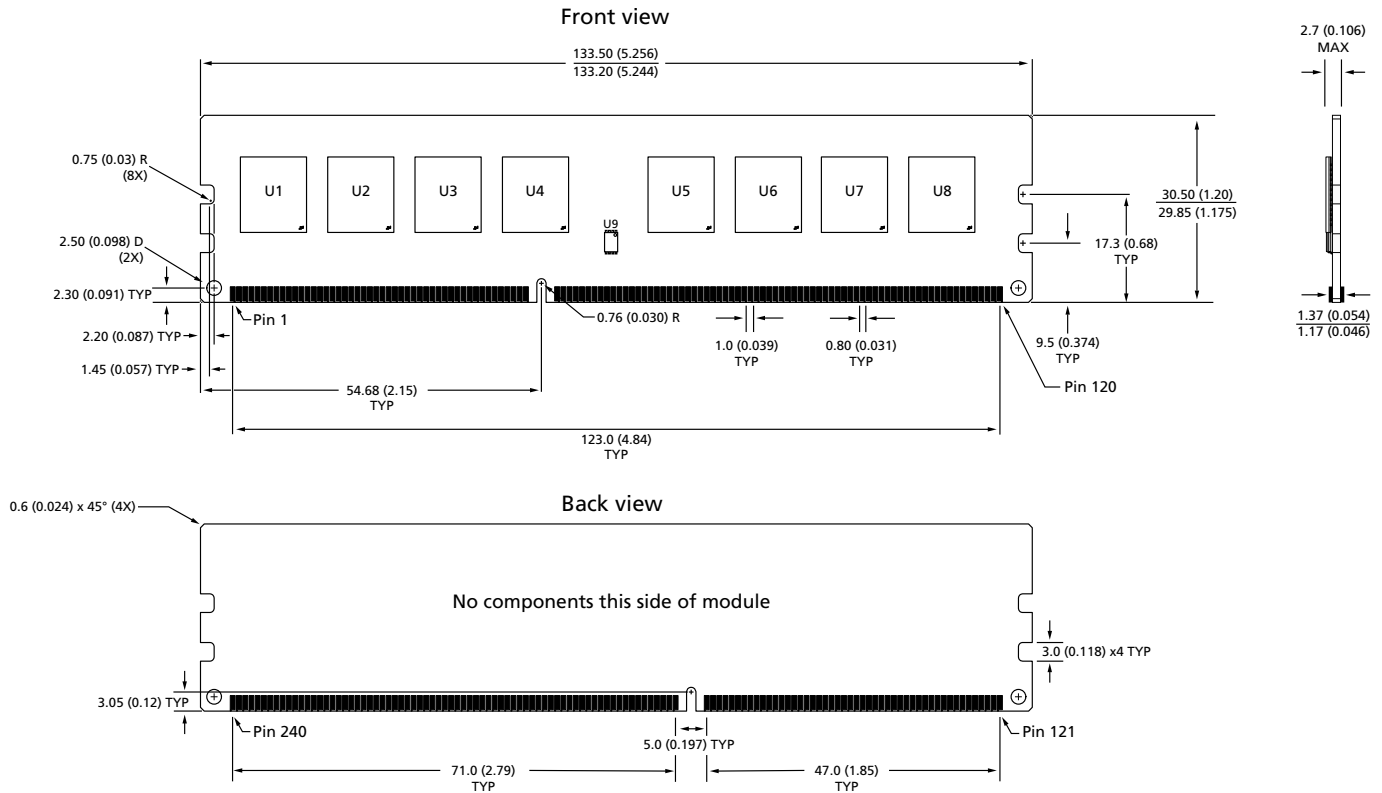 Front view
133.50 (5.256)
133.20 (5.244)
2.7 (0.106)
MAX
0.75 (0.03) R
(8X)
U1
U2
U3
U4
U5
U6
U7
U8
U9
30.50 (1.20)
29.85 (1.175)
2.50 (0.098) D
(2X)
17.3 (0.68)
TYP
2.30 (0.091) TYP
Pin 1
0.76 (0.030) R
2.20 (0.087) TYP
1.0 (0.039)
TYP
0.80 (0.031)
TYP
9.5 (0.374)
TYP
1.37 (0.054)
1.17 (0.046)
1.45 (0.057) TYP
54.68 (2.15)
TYP
Pin 120
123.0 (4.84)
TYP
Back view
0.6 (0.024) x 45° (4X)
No components this side of module
3.0 (0.118) x4 TYP
3.05 (0.12) TYP
Pin 240
5.0 (0.197) TYP
Pin 121
71.0 (2.79)
TYP
47.0 (1.85)
TYP